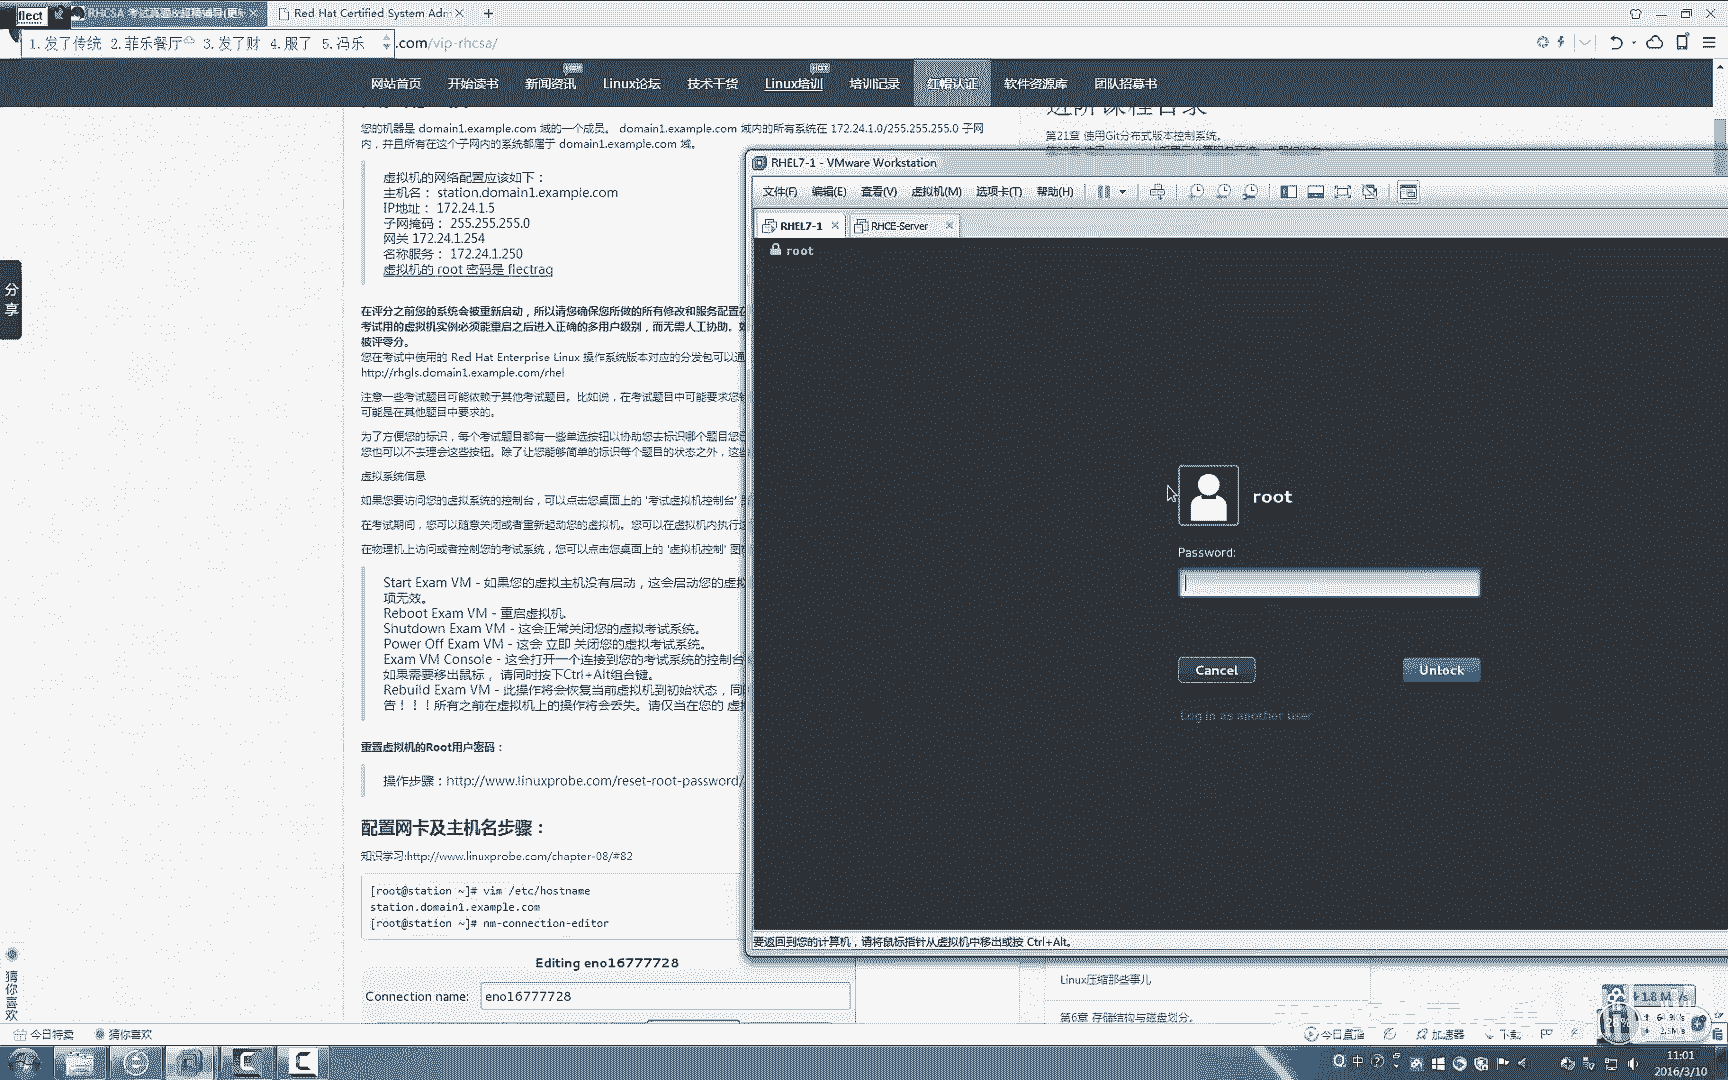 flect
Red Hat Certified System Adm
1. 发了传统 2. 菲乐餐厅 3. 发了财 4. 服了 5. 冯乐
.com/vip-rhcsa/
网站首页 开始读书 新闻资讯 Linux论坛 技术干货 Linux培训 培训记录 红帽认证 软件资源库 团队招募书
您的机器是 domain1.example.com 域的一个成员。 domain1.example.com 域内的所有系统在 172.24.1.0/255.255.255.0 子网
内，并且所有在这个子网内的系统都属于 domain1.example.com 域。
虚拟机的网络配置应该如下：
主机名： station.domain1.example.com
IP地址： 172.24.1.5
子网掩码： 255.255.255.0
网关 172.24.1.254
名称服务： 172.24.1.250
虚拟机的 root 密码是 flectrag
在评分之前您的系统会被重新启动，所以请您确保您所做的所有修改和服务配置在
考试用的虚拟机实例必须能重启之后进入正确的多用户级别，而无需人工协助。
被评零分。
您在考试中使用的 Red Hat Enterprise Linux 操作系统版本对应的分发包可以通
http://rhgls.domain1.example.com/rhel
注意一些考试题目可能依赖于其他考试题目。比如说，在考试题目中可能要求您
可能是在其他题目中要求的。
为了方便您的标识，每个考试题目都有一些单选按钮以协助您去标识哪个题目您
您也可以不去理会这些按钮。除了让您能够简单的标识每个题目的状态之外，这些
虚拟系统信息
如果您要访问您的虚拟系统的控制台，可以点击您桌面上的 '考试虚拟机控制台'
在考试期间，您可以随意关闭或者重新起动您的虚拟机。您可以在虚拟机内执行
在物理机上访问或者控制您的考试系统，您可以点击您桌面上的 '虚拟机控制' 图
Start Exam VM - 如果您的虚拟主机没有启动，这会启动您的虚拟
项无效。
Reboot Exam VM - 重启虚拟机
Shutdown Exam VM - 这会正常关闭您的虚拟考试系统。
Power Off Exam VM - 这会 立即 关闭您的虚拟考试系统。
Exam VM Console - 这会打开一个连接到您的考试系统的控制台
如果需要移出鼠标，请同时按下Ctrl+Alt组合键。
Rebuild Exam VM - 此操作将会恢复当前虚拟机到初始状态，同
告！！！所有之前在虚拟机上的操作将会丢失。请仅当在您的 虚
重置虚拟机的Root用户密码：
操作步骤：http://www.linuxprobe.com/reset-root-password/
配置网卡及主机名步骤：
知识学习:http://www.linuxprobe.com/chapter-08/#82
[root@station ~]# vim /etc/hostname
station.domain1.example.com
[root@station ~]# nm-connection-editor
Editing eno16777728
Connection name: eno16777728
进阶课程目录
第21章 使用Git分布式版本控制系统。
RHEL7-1 - VMware Workstation
文件(F) 编辑(E) 查看(V) 虚拟机(M) 选项卡(T) 帮助(H)
RHEL7-1 RHCE-Server
root
root
Password:
Cancel Unlock
Log in as another user
要返回到您的计算机，请将鼠标指针从虚拟机中移出或按 Ctrl+Alt。
Linux压缩那些事儿
第6章 存储结构与磁盘划分。
分享
猜你喜欢
今日特卖 猜你喜欢
今日直播 加速器 下载
中
11:01
2016/3/10